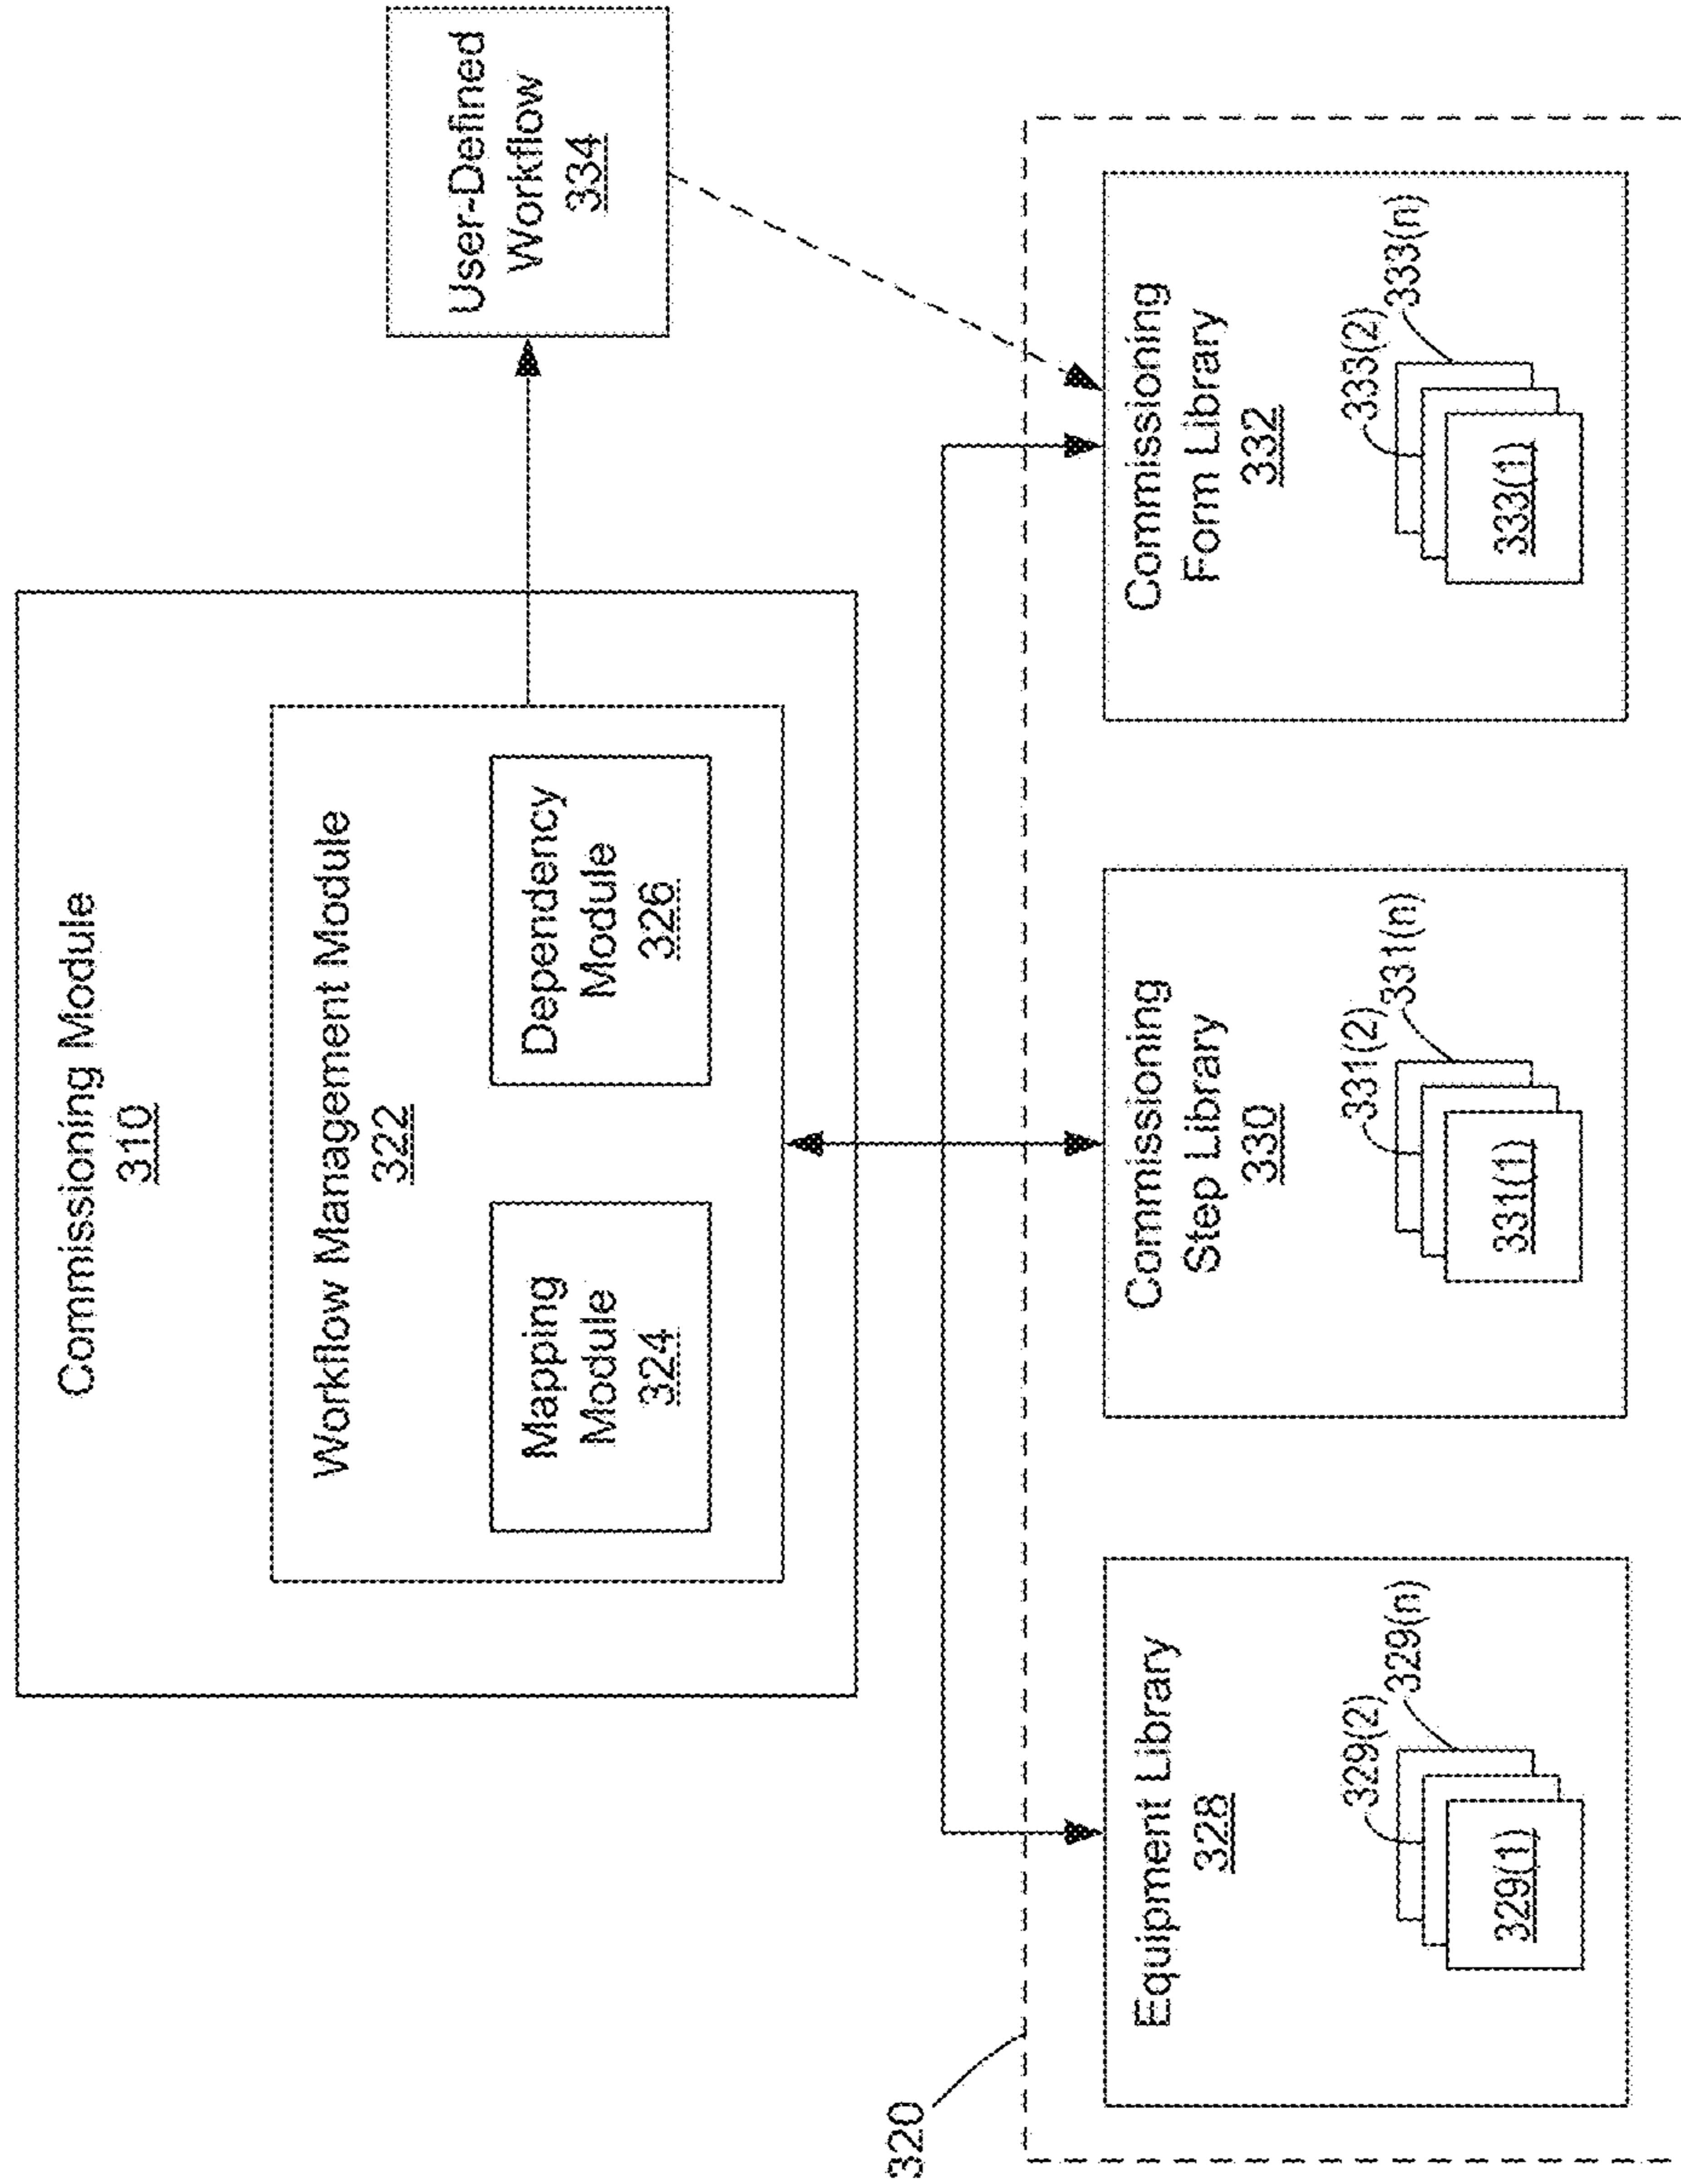 Commissioning Module
310
Workflow Management Module
322
Mapping
Module
324
Dependency
Module
326
User-Defined
Workflow
334
320
Equipment Library
328
329(2)
329(n)
329(1)
Commissioning
Step Library
330
331(2)
331(n)
331(1)
Commissioning
Form Library
332
333(2)
333(n)
333(1)